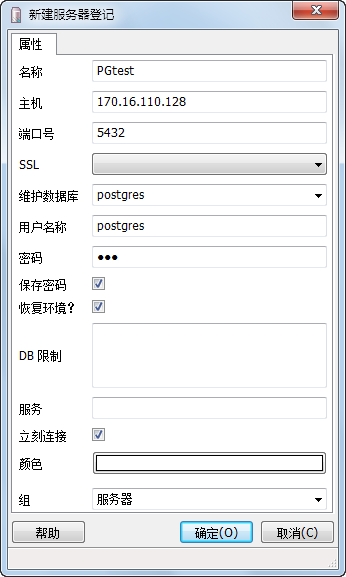 新建服务器登记
属性
名称 PGtest
主机 170.16.110.128
端口号 5432
SSL
维护数据库 postgres
用户名称 postgres
密码 ●●●
保存密码
恢复环境?
DB 限制
服务
立刻连接
颜色
组 服务器
帮助 确定(O) 取消(C)